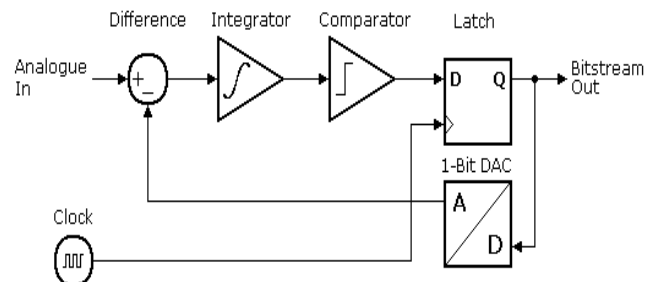 Difference Integrator Comparator Latch
Analogue
In
+
−
D Q
Bitstream
Out
1-Bit DAC
A
D
Clock